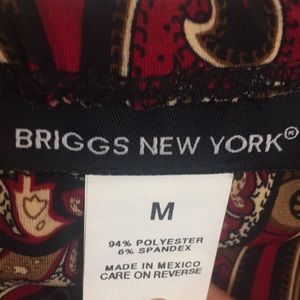 BRIGGS NEW YORK®
M
94% POLYESTER
6% SPANDEX
MADE IN MEXICO
CARE ON REVERSE